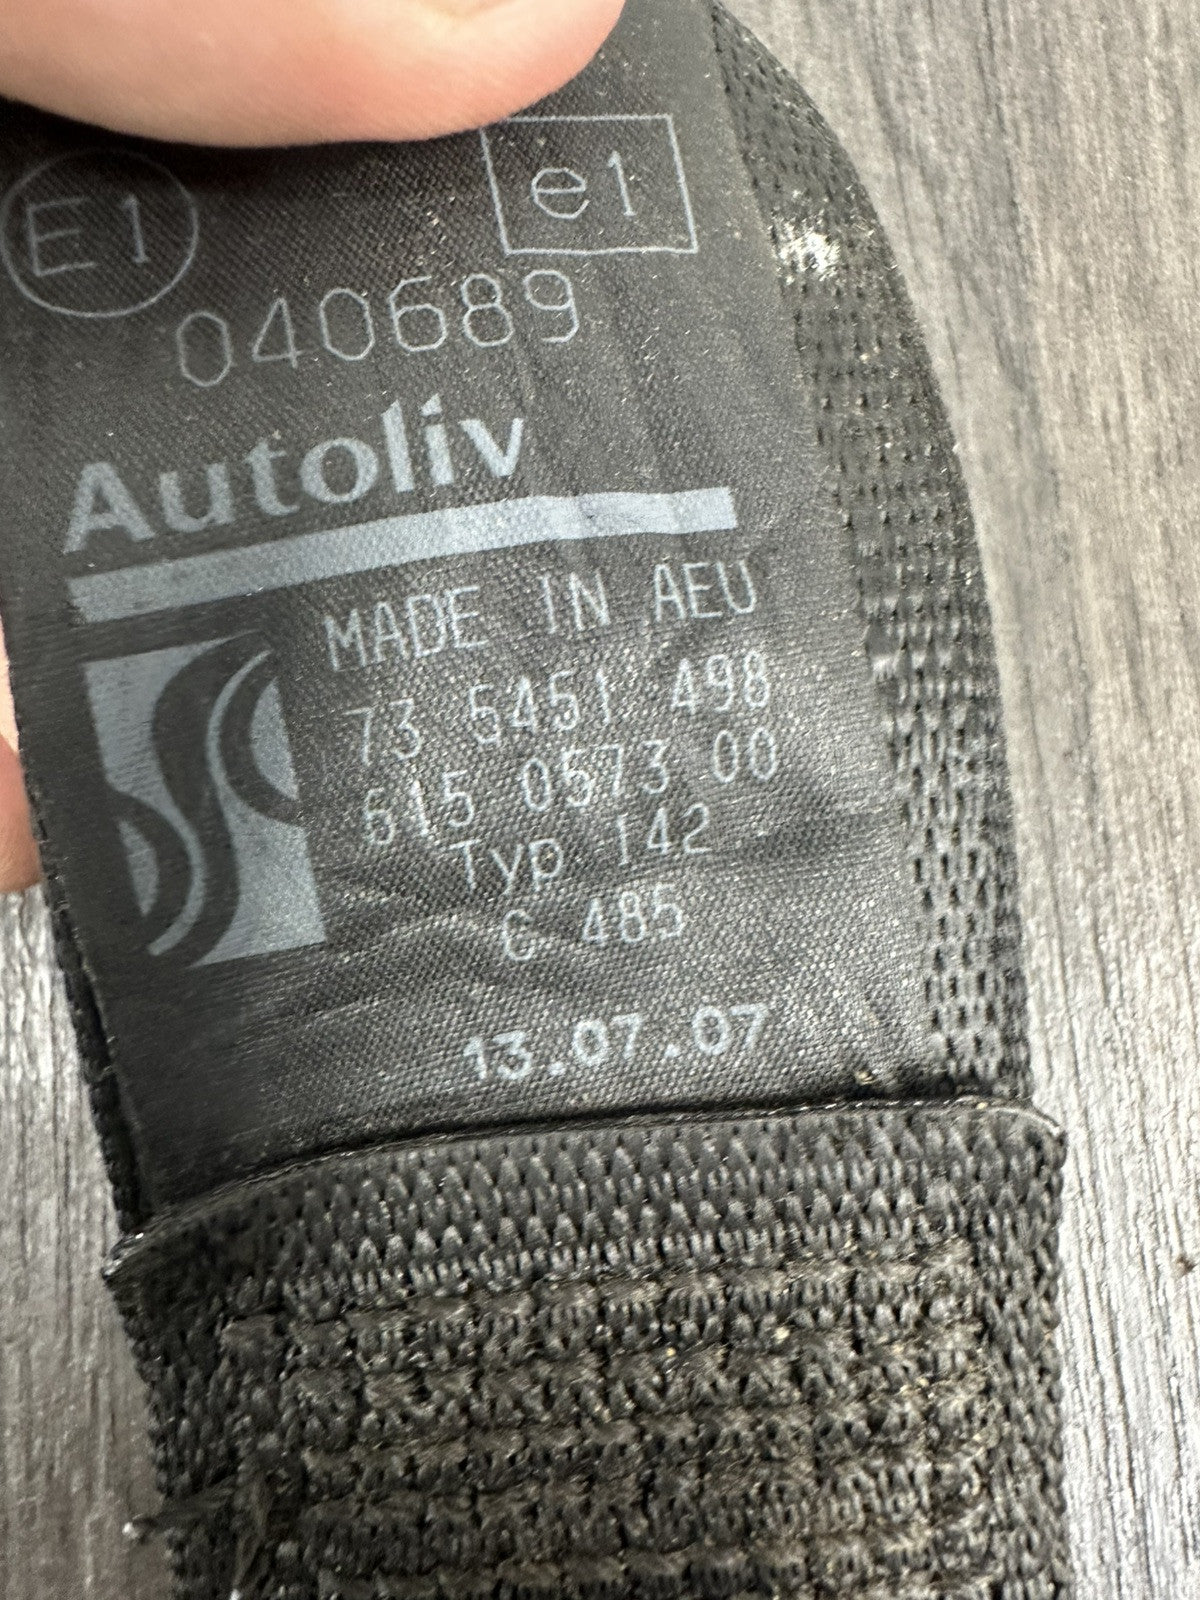 E1 e1
040689
Autoliv
MADE IN AEU
73 5451 498
615 0573 00
Typ 142
C 485
13.07.07